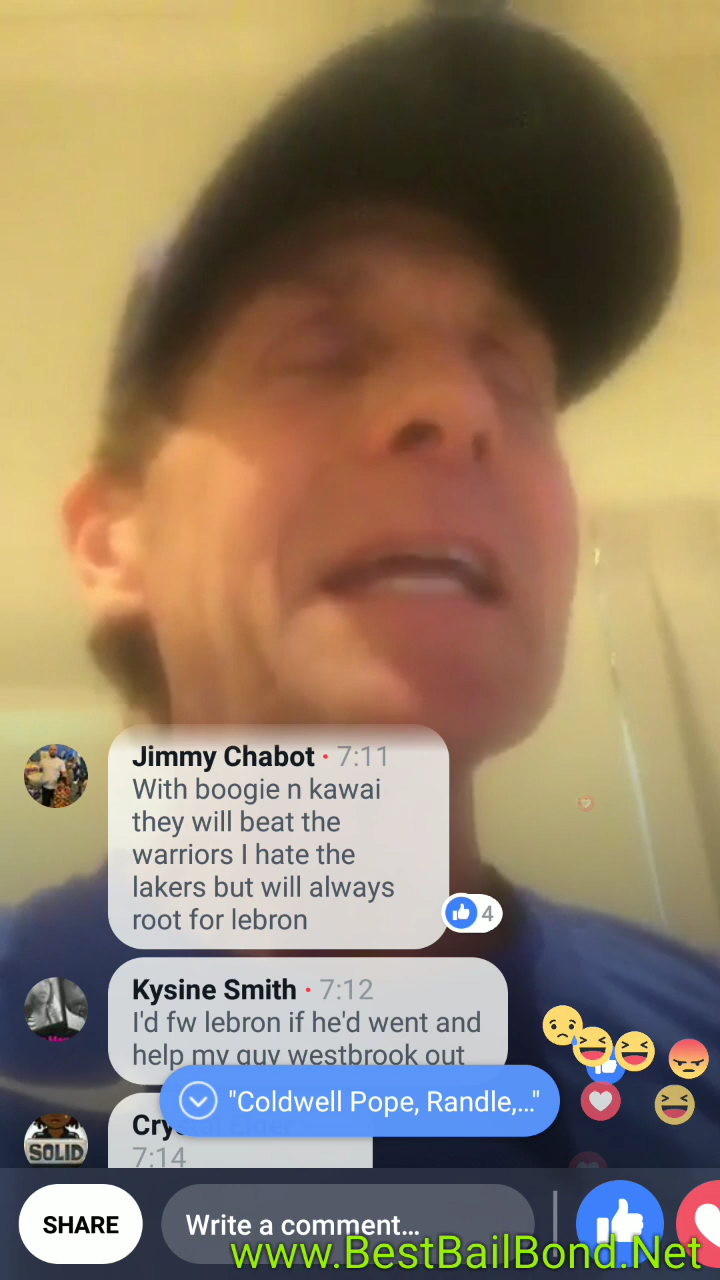 Jimmy Chabot • 7:11
With boogie n kawai
they will beat the
warriors I hate the
lakers but will always
root for lebron
4
Kysine Smith • 7:12
I'd fw lebron if he'd went and
help my guy westbrook out
"Coldwell Pope, Randle,..."
SOLID
7:14
SHARE
Write a comment...
www.BestBailBond.Net